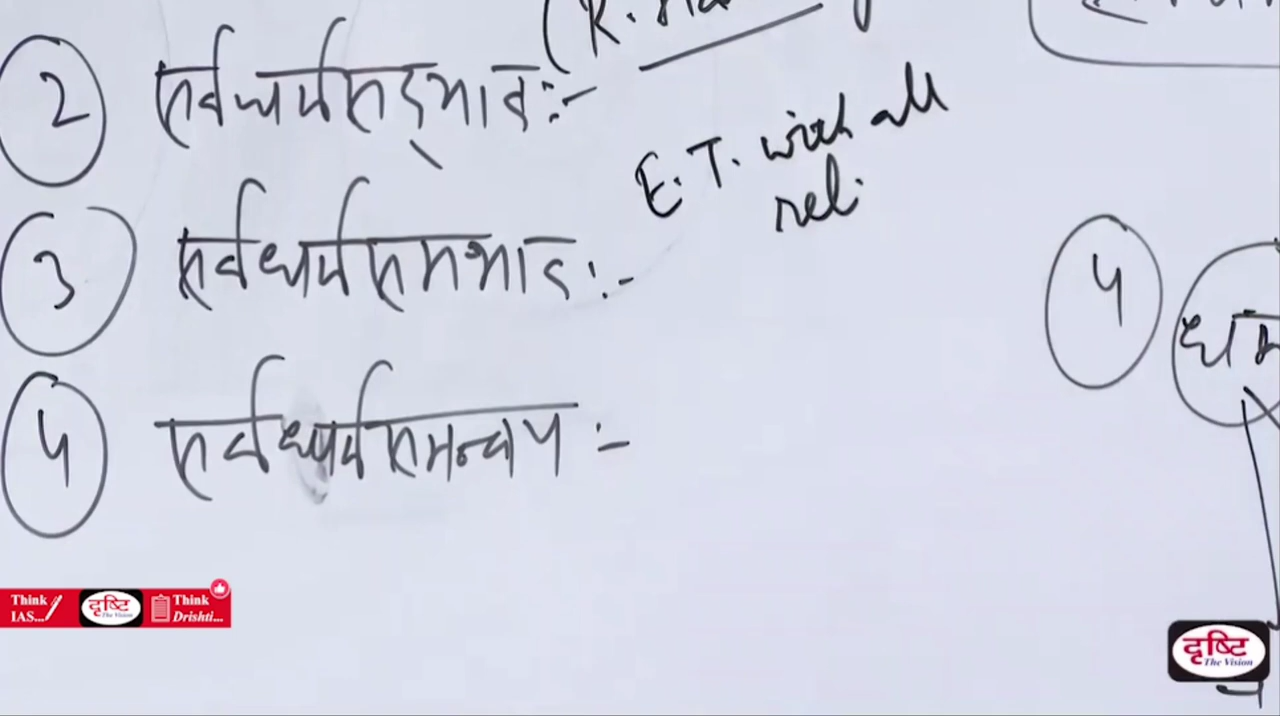 (R.
② सर्वधर्मसद्भाव :-
E. T. with all
rel.
③ सर्वधर्मसमभाव :-
④ सर्वधर्मसमन्वय :-
④
Think
IAS...
दृष्टि
The Vision
Think
Drishti...
दृष्टि
The Vision